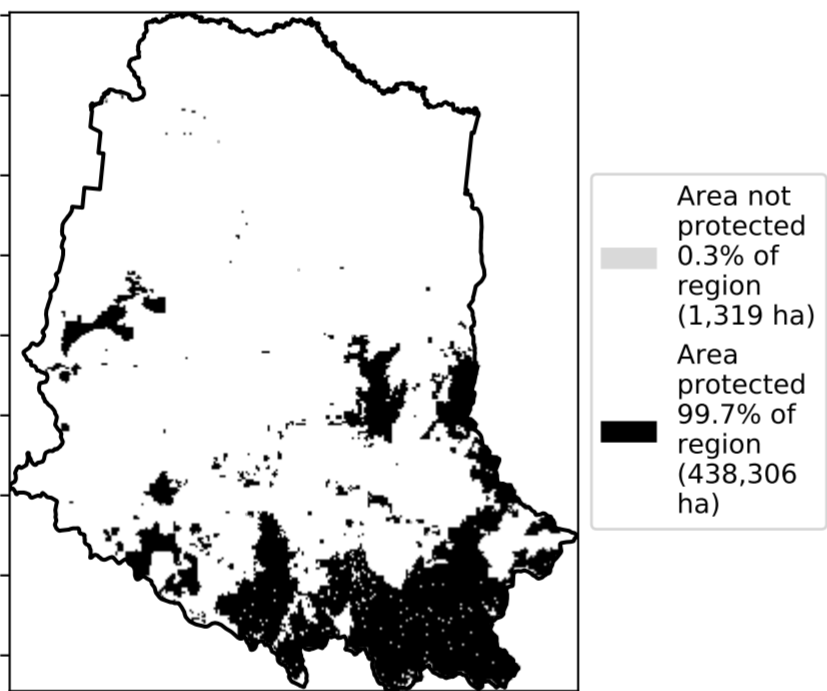 Area not
protected
0.3% of
region
(1,319 ha)
Area
protected
99.7% of
region
(438,306
ha)